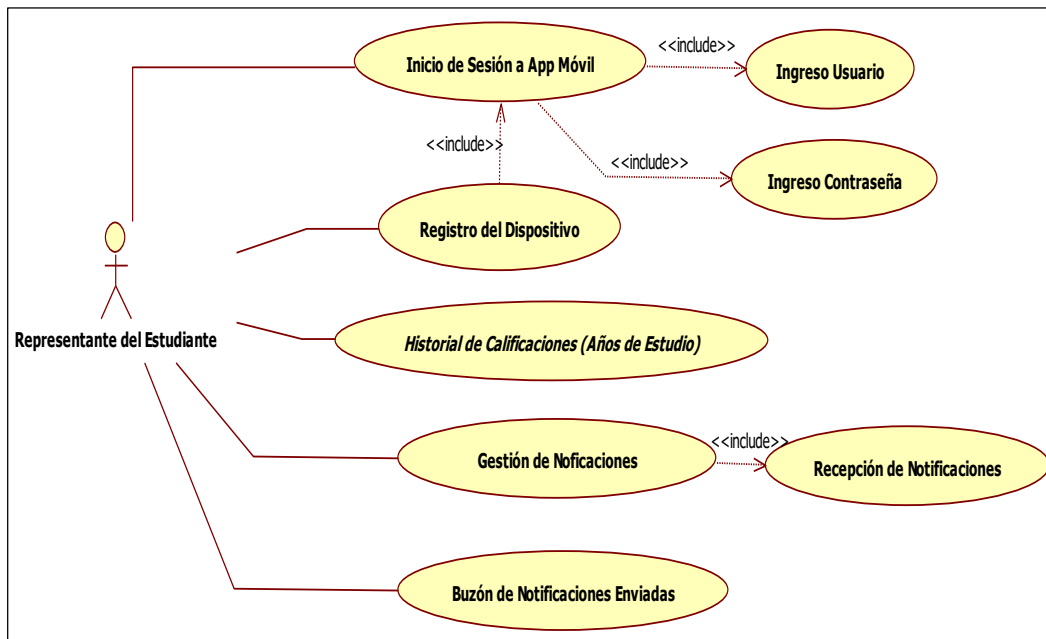 <<include>>
Inicio de Sesión a App Móvil
Ingreso Usuario
<<include>>
<<include>>
Ingreso Contraseña
Registro del Dispositivo
Representante del Estudiante
Historial de Calificaciones (Años de Estudio)
<<include>>
Gestión de Noficaciones
Recepción de Notificaciones
Buzón de Notificaciones Enviadas